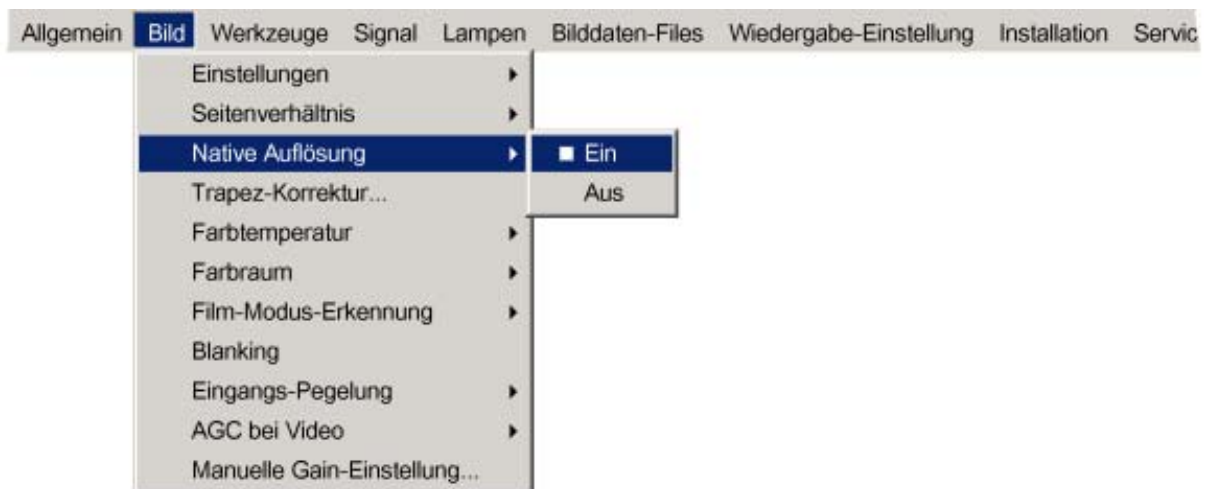 Allgemein Bild Werkzeuge Signal Lampen Bilddaten-Files Wiedergabe-Einstellung Installation Servic
Einstellungen
Seitenverhältnis
Native Auflösung
Ein
Trapez-Korrektur...
Aus
Farbtemperatur
Farbraum
Film-Modus-Erkennung
Blanking
Eingangs-Pegelung
AGC bei Video
Manuelle Gain-Einstellung...